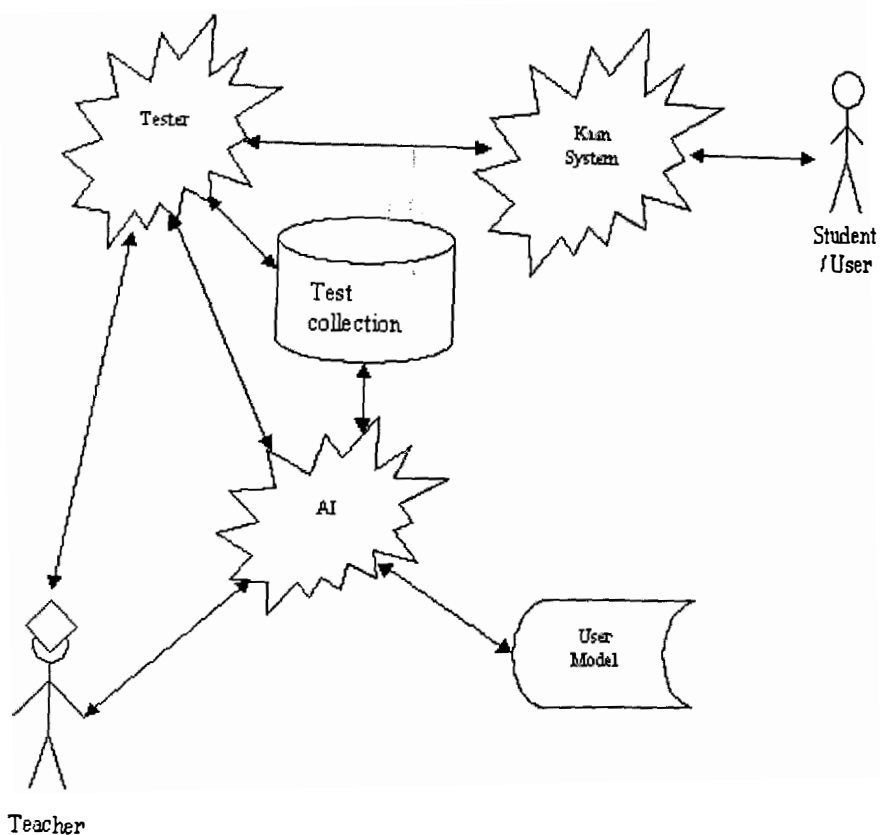 Tester
System
Student
/User
Test
collection
AI
User
Model
Teacher